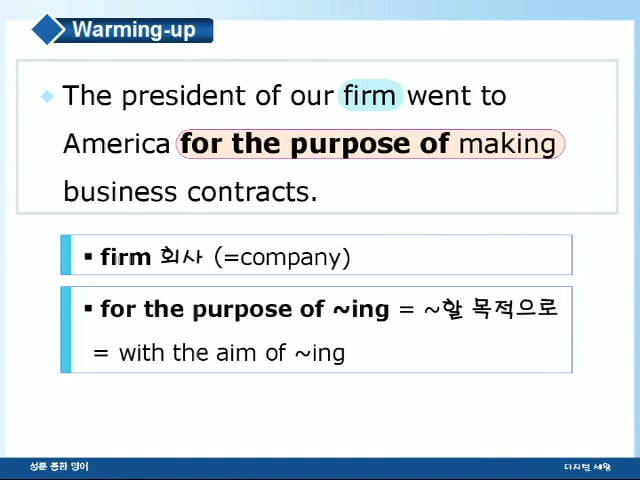 Warming-up
The president of our firm went to
America for the purpose of making
business contracts.
▪ firm 회사 (=company)
▪ for the purpose of ~ing = ~할 목적으로
= with the aim of ~ing
성문 종합 영어
디지털 세왕